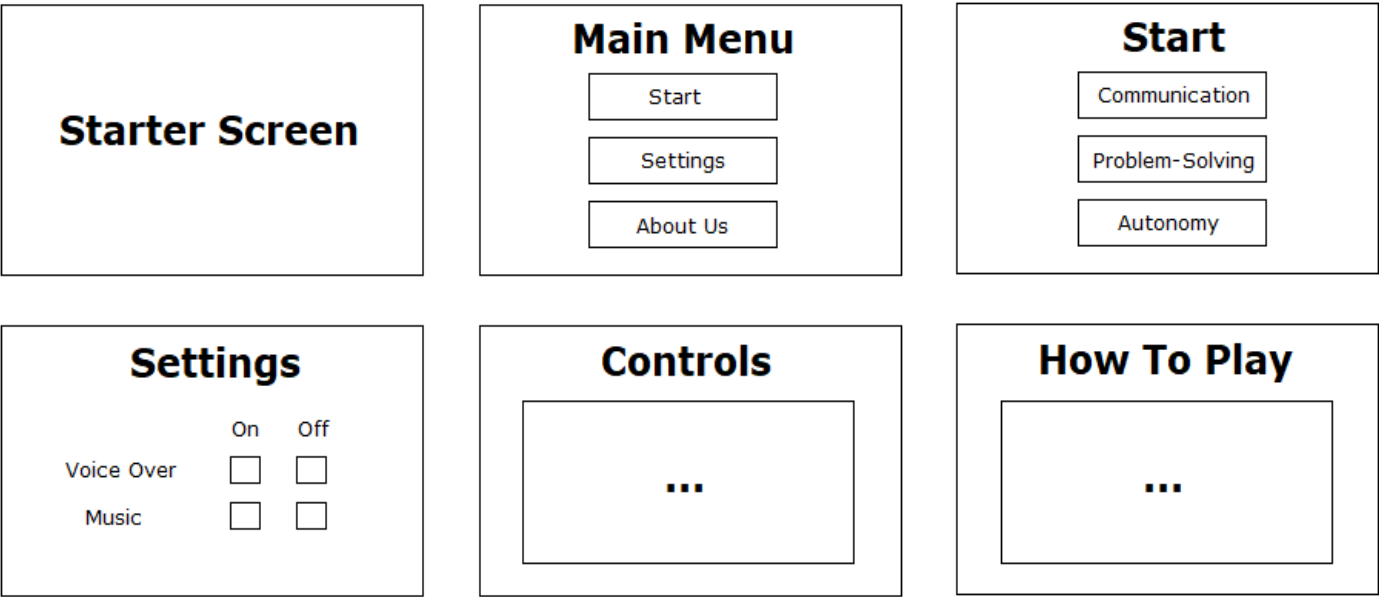 Starter Screen
Main Menu
Start
Settings
About Us
Start
Communication
Problem-Solving
Autonomy
Settings
On Off
Voice Over
Music
Controls
...
How To Play
...